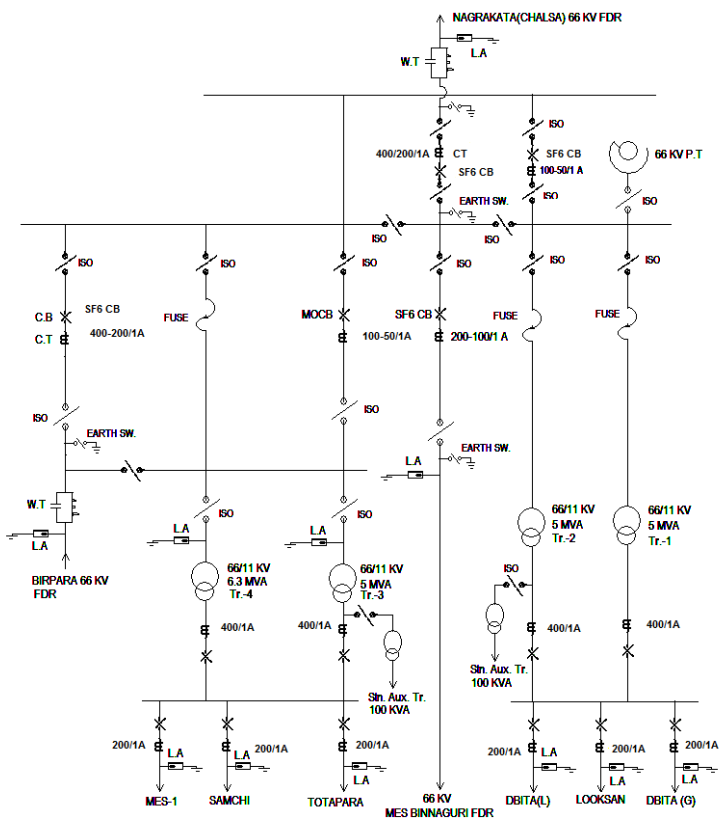 NAGRAKATA(CHALSA) 66 KV FDR
L.A
W.T
ISO
ISO
400/200/1A
CT
SF6 CB
66 KV P.T
SF6 CB
100-50/1 A
EARTH SW.
ISO
ISO
ISO
ISO
ISO
ISO
ISO
ISO
ISO
ISO
C.B
SF6 CB
FUSE
MOCB
SF6 CB
FUSE
FUSE
C.T
400-200/1A
100-50/1A
200-100/1 A
ISO
ISO
EARTH SW.
EARTH SW.
L.A
W.T
L.A
L.A
ISO
L.A
ISO
66/11 KV
5 MVA
Tr.-2
66/11 KV
5 MVA
Tr.-1
BIRPARA 66 KV
FDR
66/11 KV
6.3 MVA
Tr.-4
66/11 KV
5 MVA
Tr.-3
ISO
400/1A
400/1A
400/1A
400/1A
Stn. Aux. Tr.
100 KVA
Stn. Aux. Tr.
100 KVA
200/1A
L.A
200/1A
200/1A
200/1A
L.A
200/1A
200/1A
L.A
L.A
L.A
L.A
MES-1
SAMCHI
TOTAPARA
66 KV
MES BINNAGURI FDR
DBITA(L)
LOOKSAN
DBITA (G)